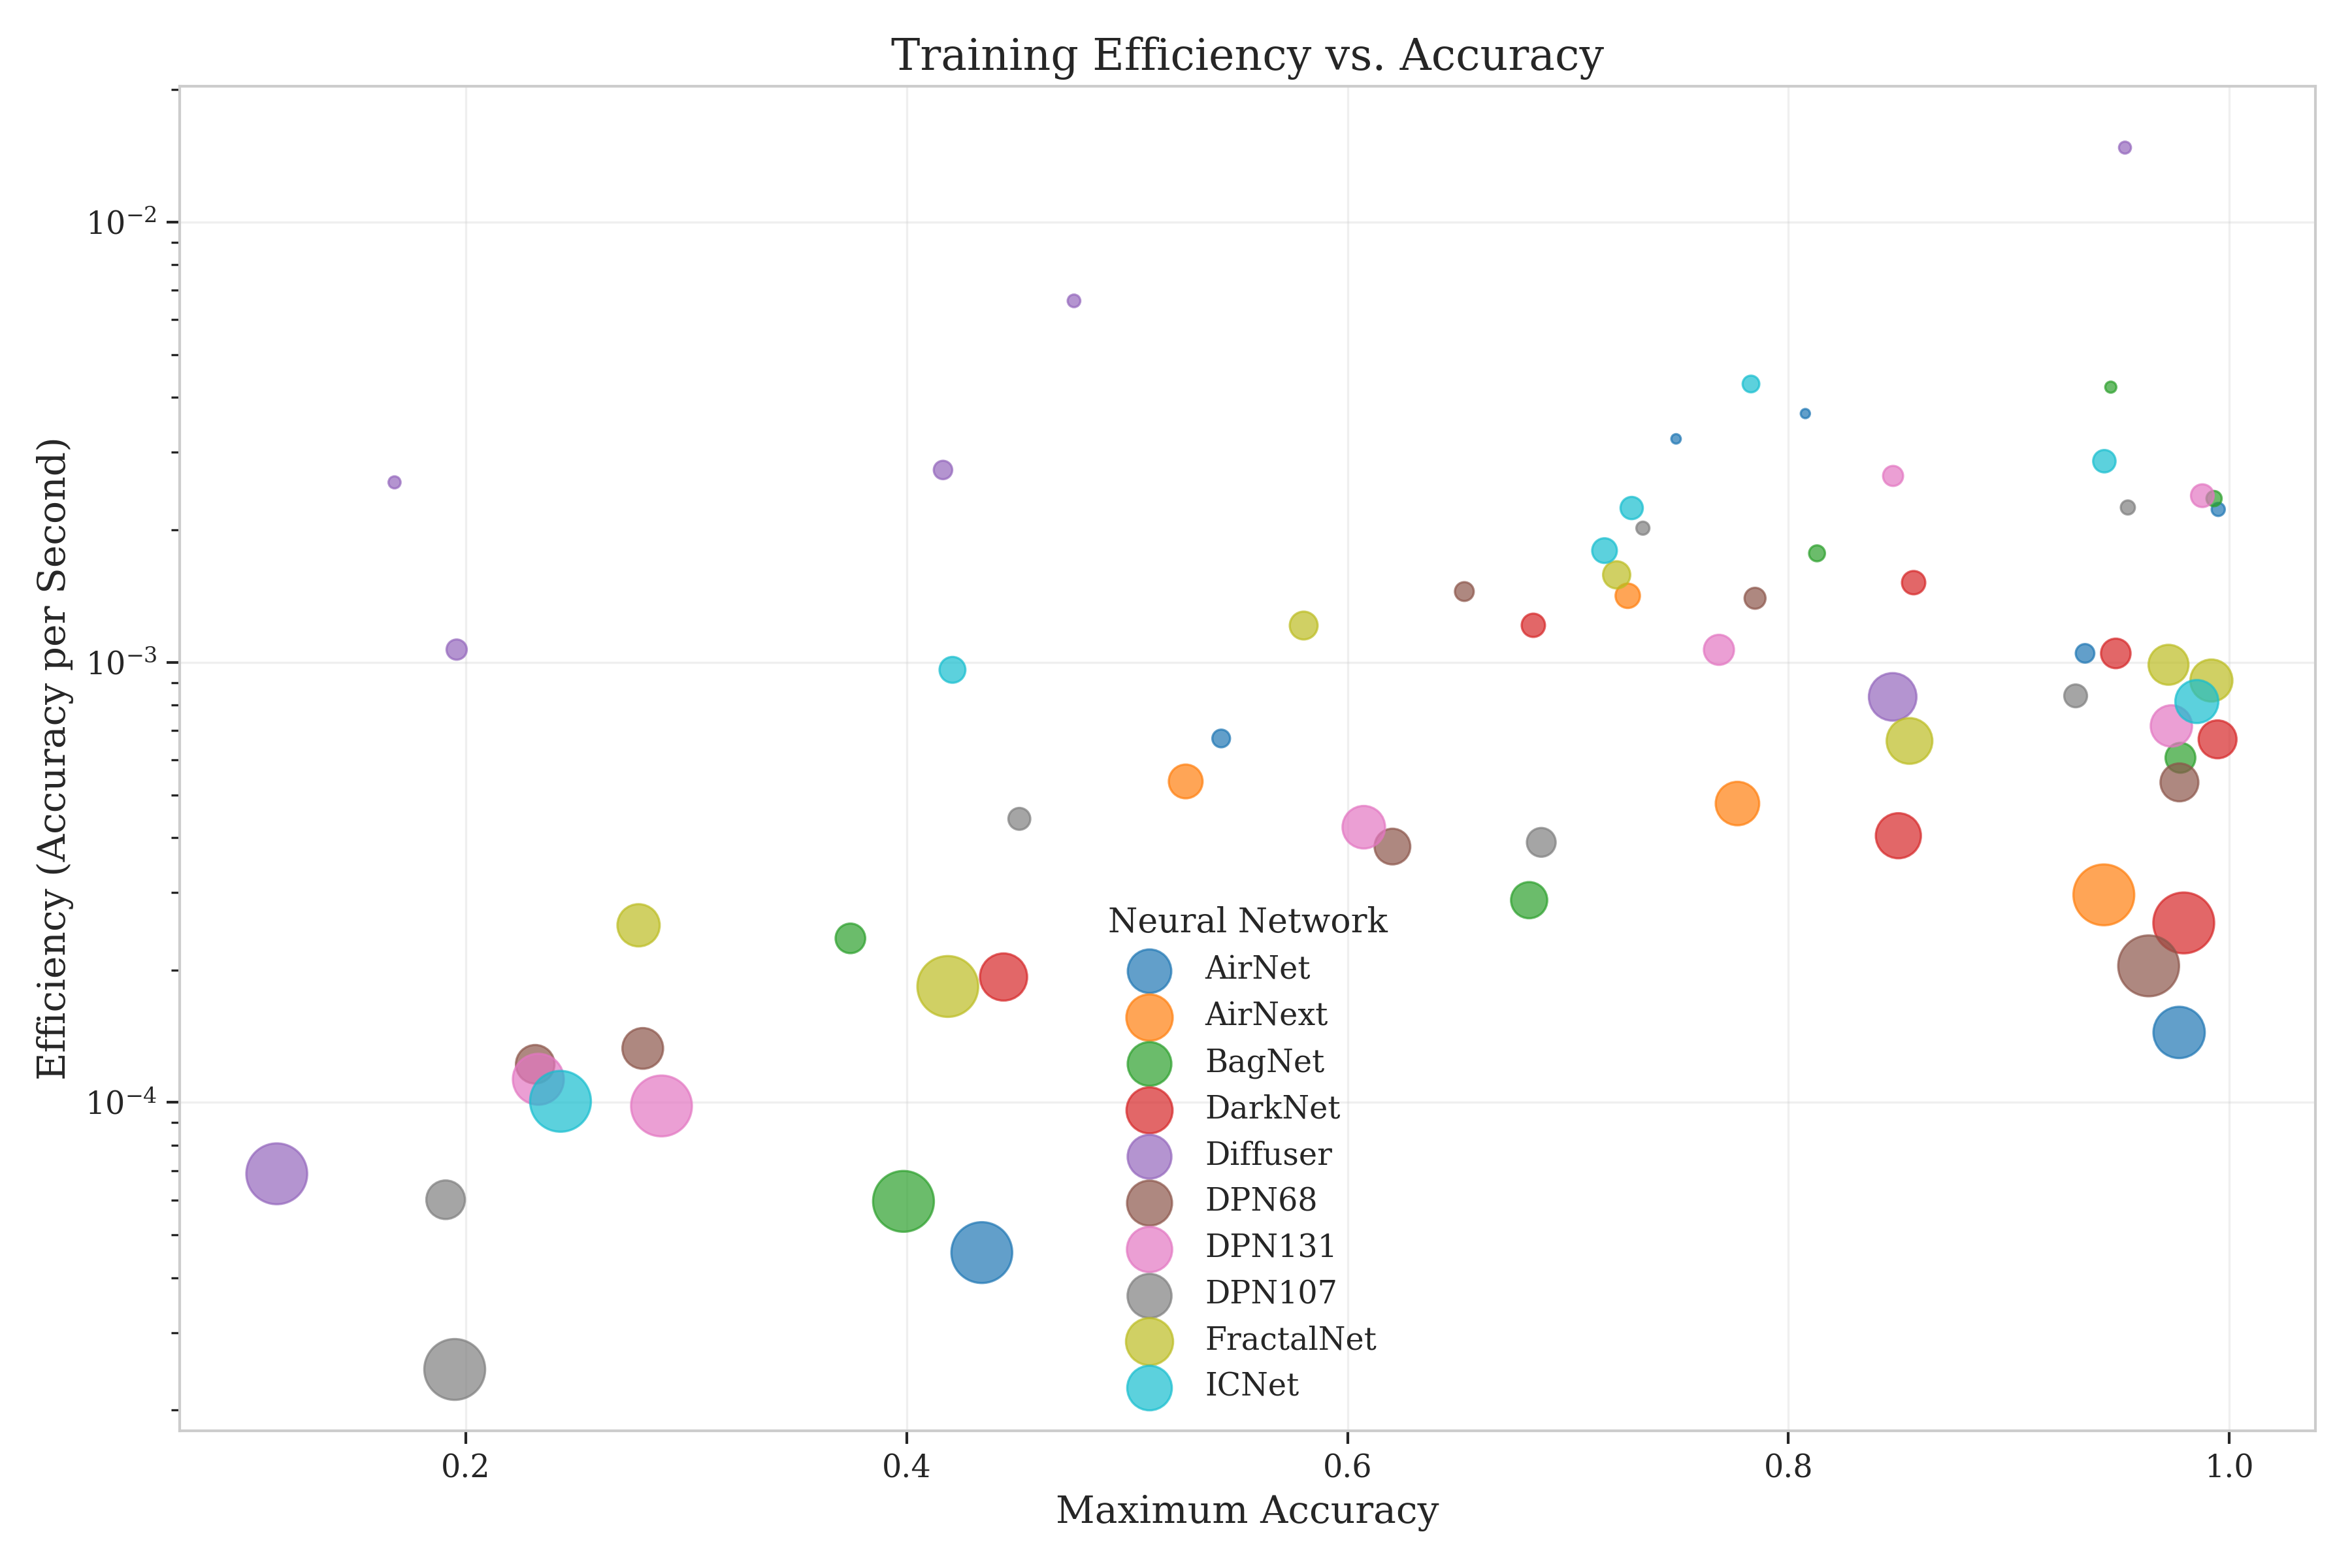 Training Efficiency vs. Accuracy
Efficiency (Accuracy per Second)
10⁻²
10⁻³
10⁻⁴
Neural Network
AirNet
AirNext
BagNet
DarkNet
Diffuser
DPN68
DPN131
DPN107
FractalNet
ICNet
0.2 0.4 0.6 0.8 1.0
Maximum Accuracy